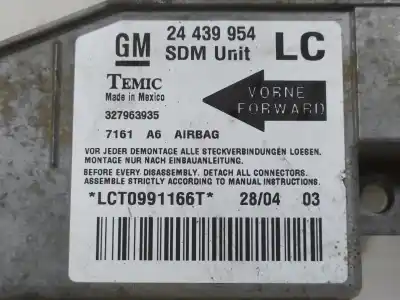 GM 24 439 954 LC
SDM Unit
TEMIC
Made in Mexico
327963935
VORNE
FORWARD
7161 A6 AIRBAG
VOR JEDER DEMONTAGE ALLE STECKVERBINDUNGEN LOESEN.
MONTAGE NUR NACH EINBAUANLEITUNG.
BEFORE EVERY DISASSEMBLY, DETACH ALL CONNECTORS.
ASSEMBLE STRICTLY ACCORDING TO MANUAL INSTRUCTIONS.
*LCT0991166T* 28/04 03